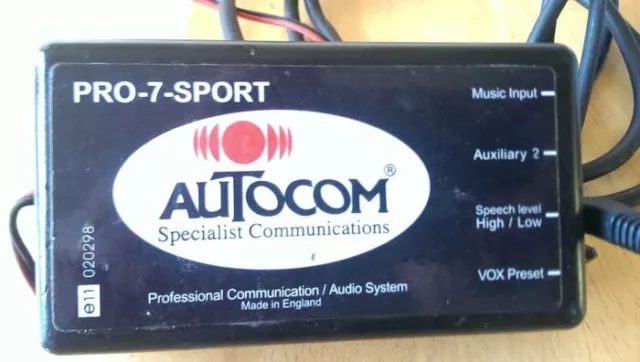 PRO-7-SPORT
Music Input
Auxiliary 2
AUTOCOM®
Specialist Communications
Speech level
High / Low
VOX Preset
e11 020298
Professional Communication / Audio System
Made in England